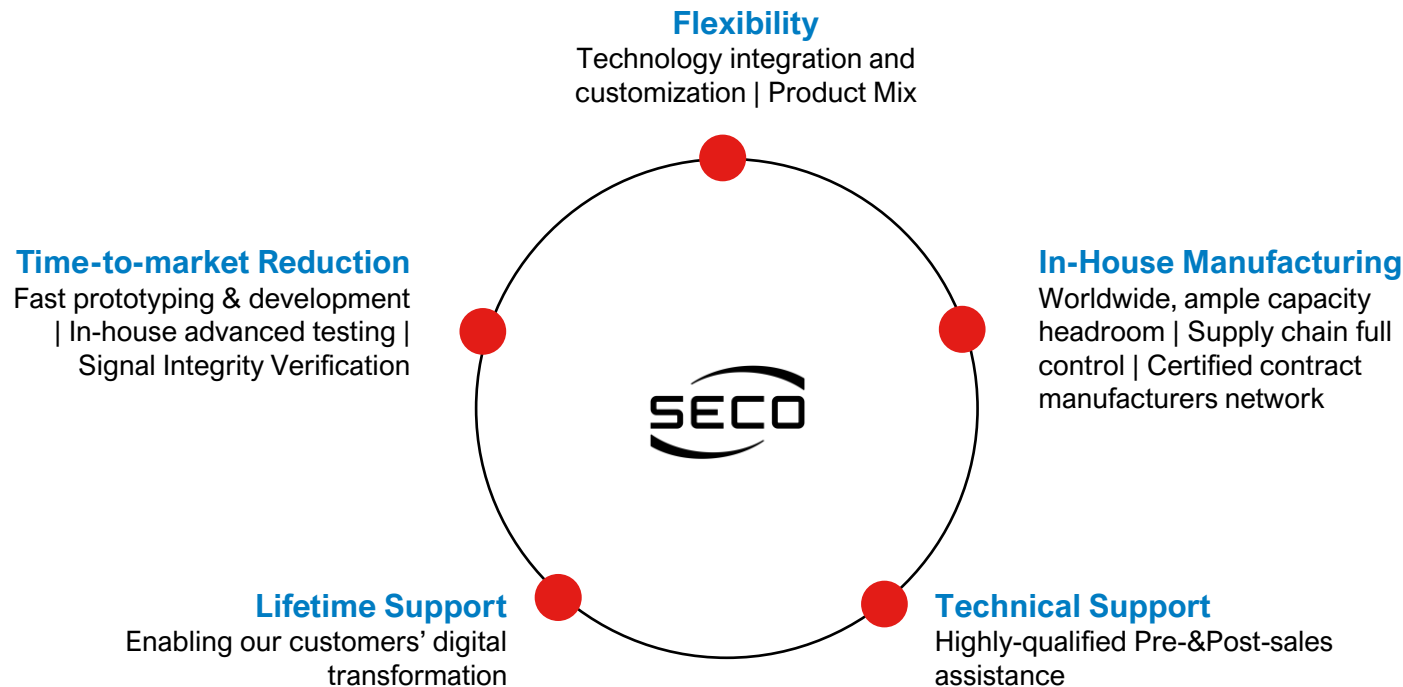 Flexibility
Technology integration and
customization | Product Mix
Time-to-market Reduction
Fast prototyping & development
| In-house advanced testing |
Signal Integrity Verification
In-House Manufacturing
Worldwide, ample capacity
headroom | Supply chain full
control | Certified contract
manufacturers network
SECO
Lifetime Support
Enabling our customers’ digital
transformation
Technical Support
Highly-qualified Pre-&Post-sales
assistance